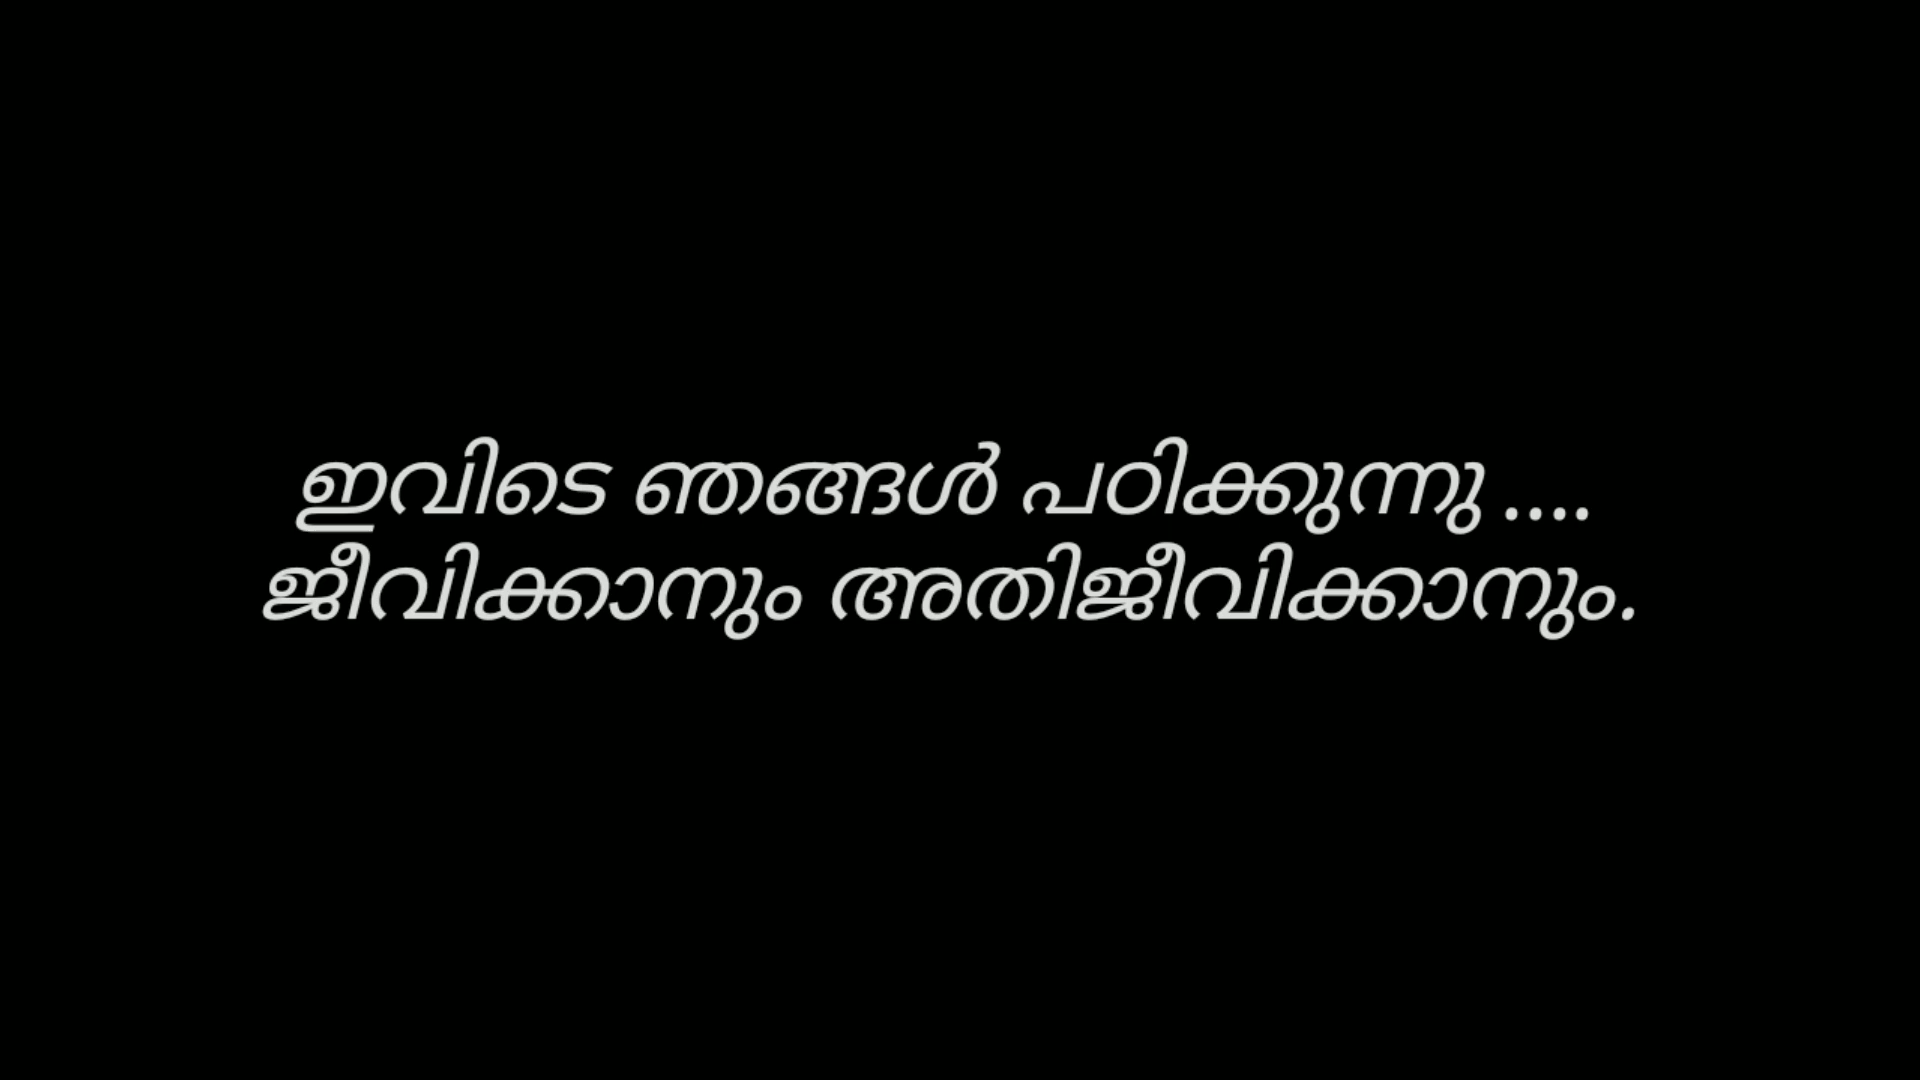 ഇവിടെ ഞങ്ങൾ പഠിക്കുന്നു ....
ജീവിക്കാനും അതിജീവിക്കാനും.